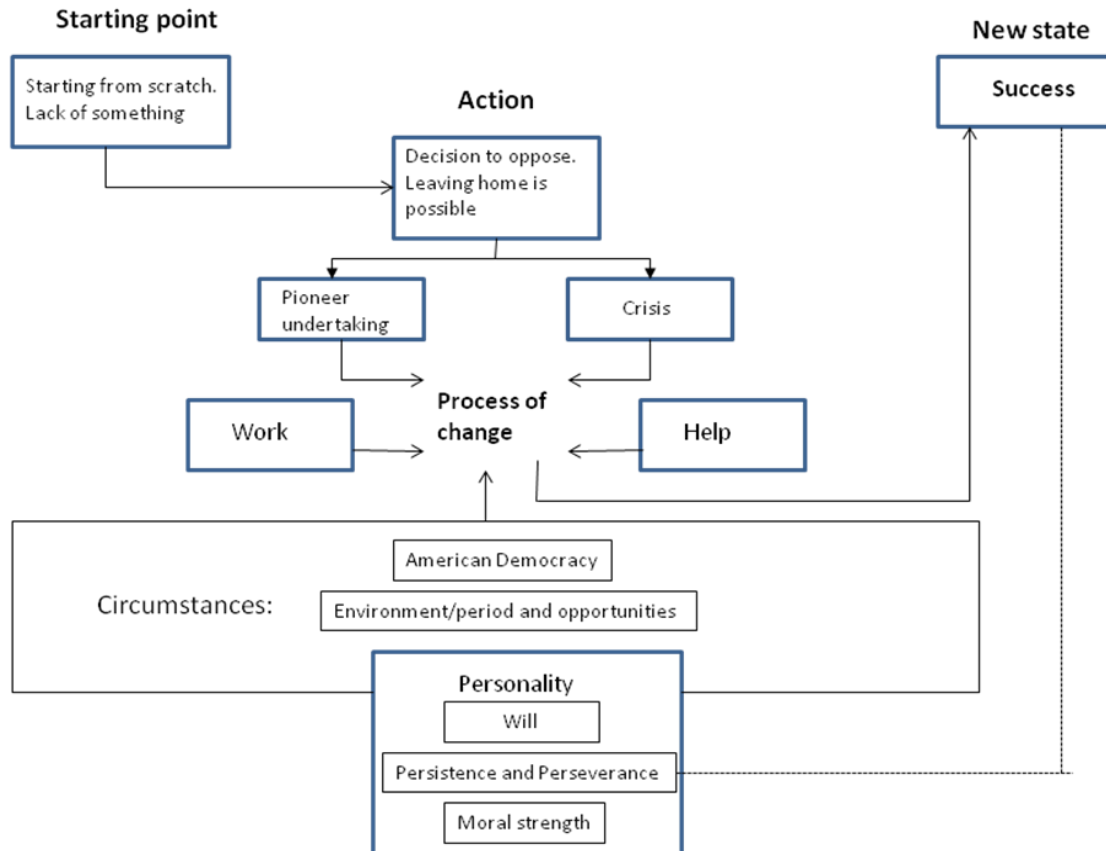 Starting point
New state
Starting from scratch.
Lack of something
Success
Action
Decision to oppose.
Leaving home is
possible
Pioneer
undertaking
Crisis
Process of
change
Work
Help
American Democracy
Circumstances:
Environment/period and opportunities
Personality
Will
Persistence and Perseverance
Moral strength